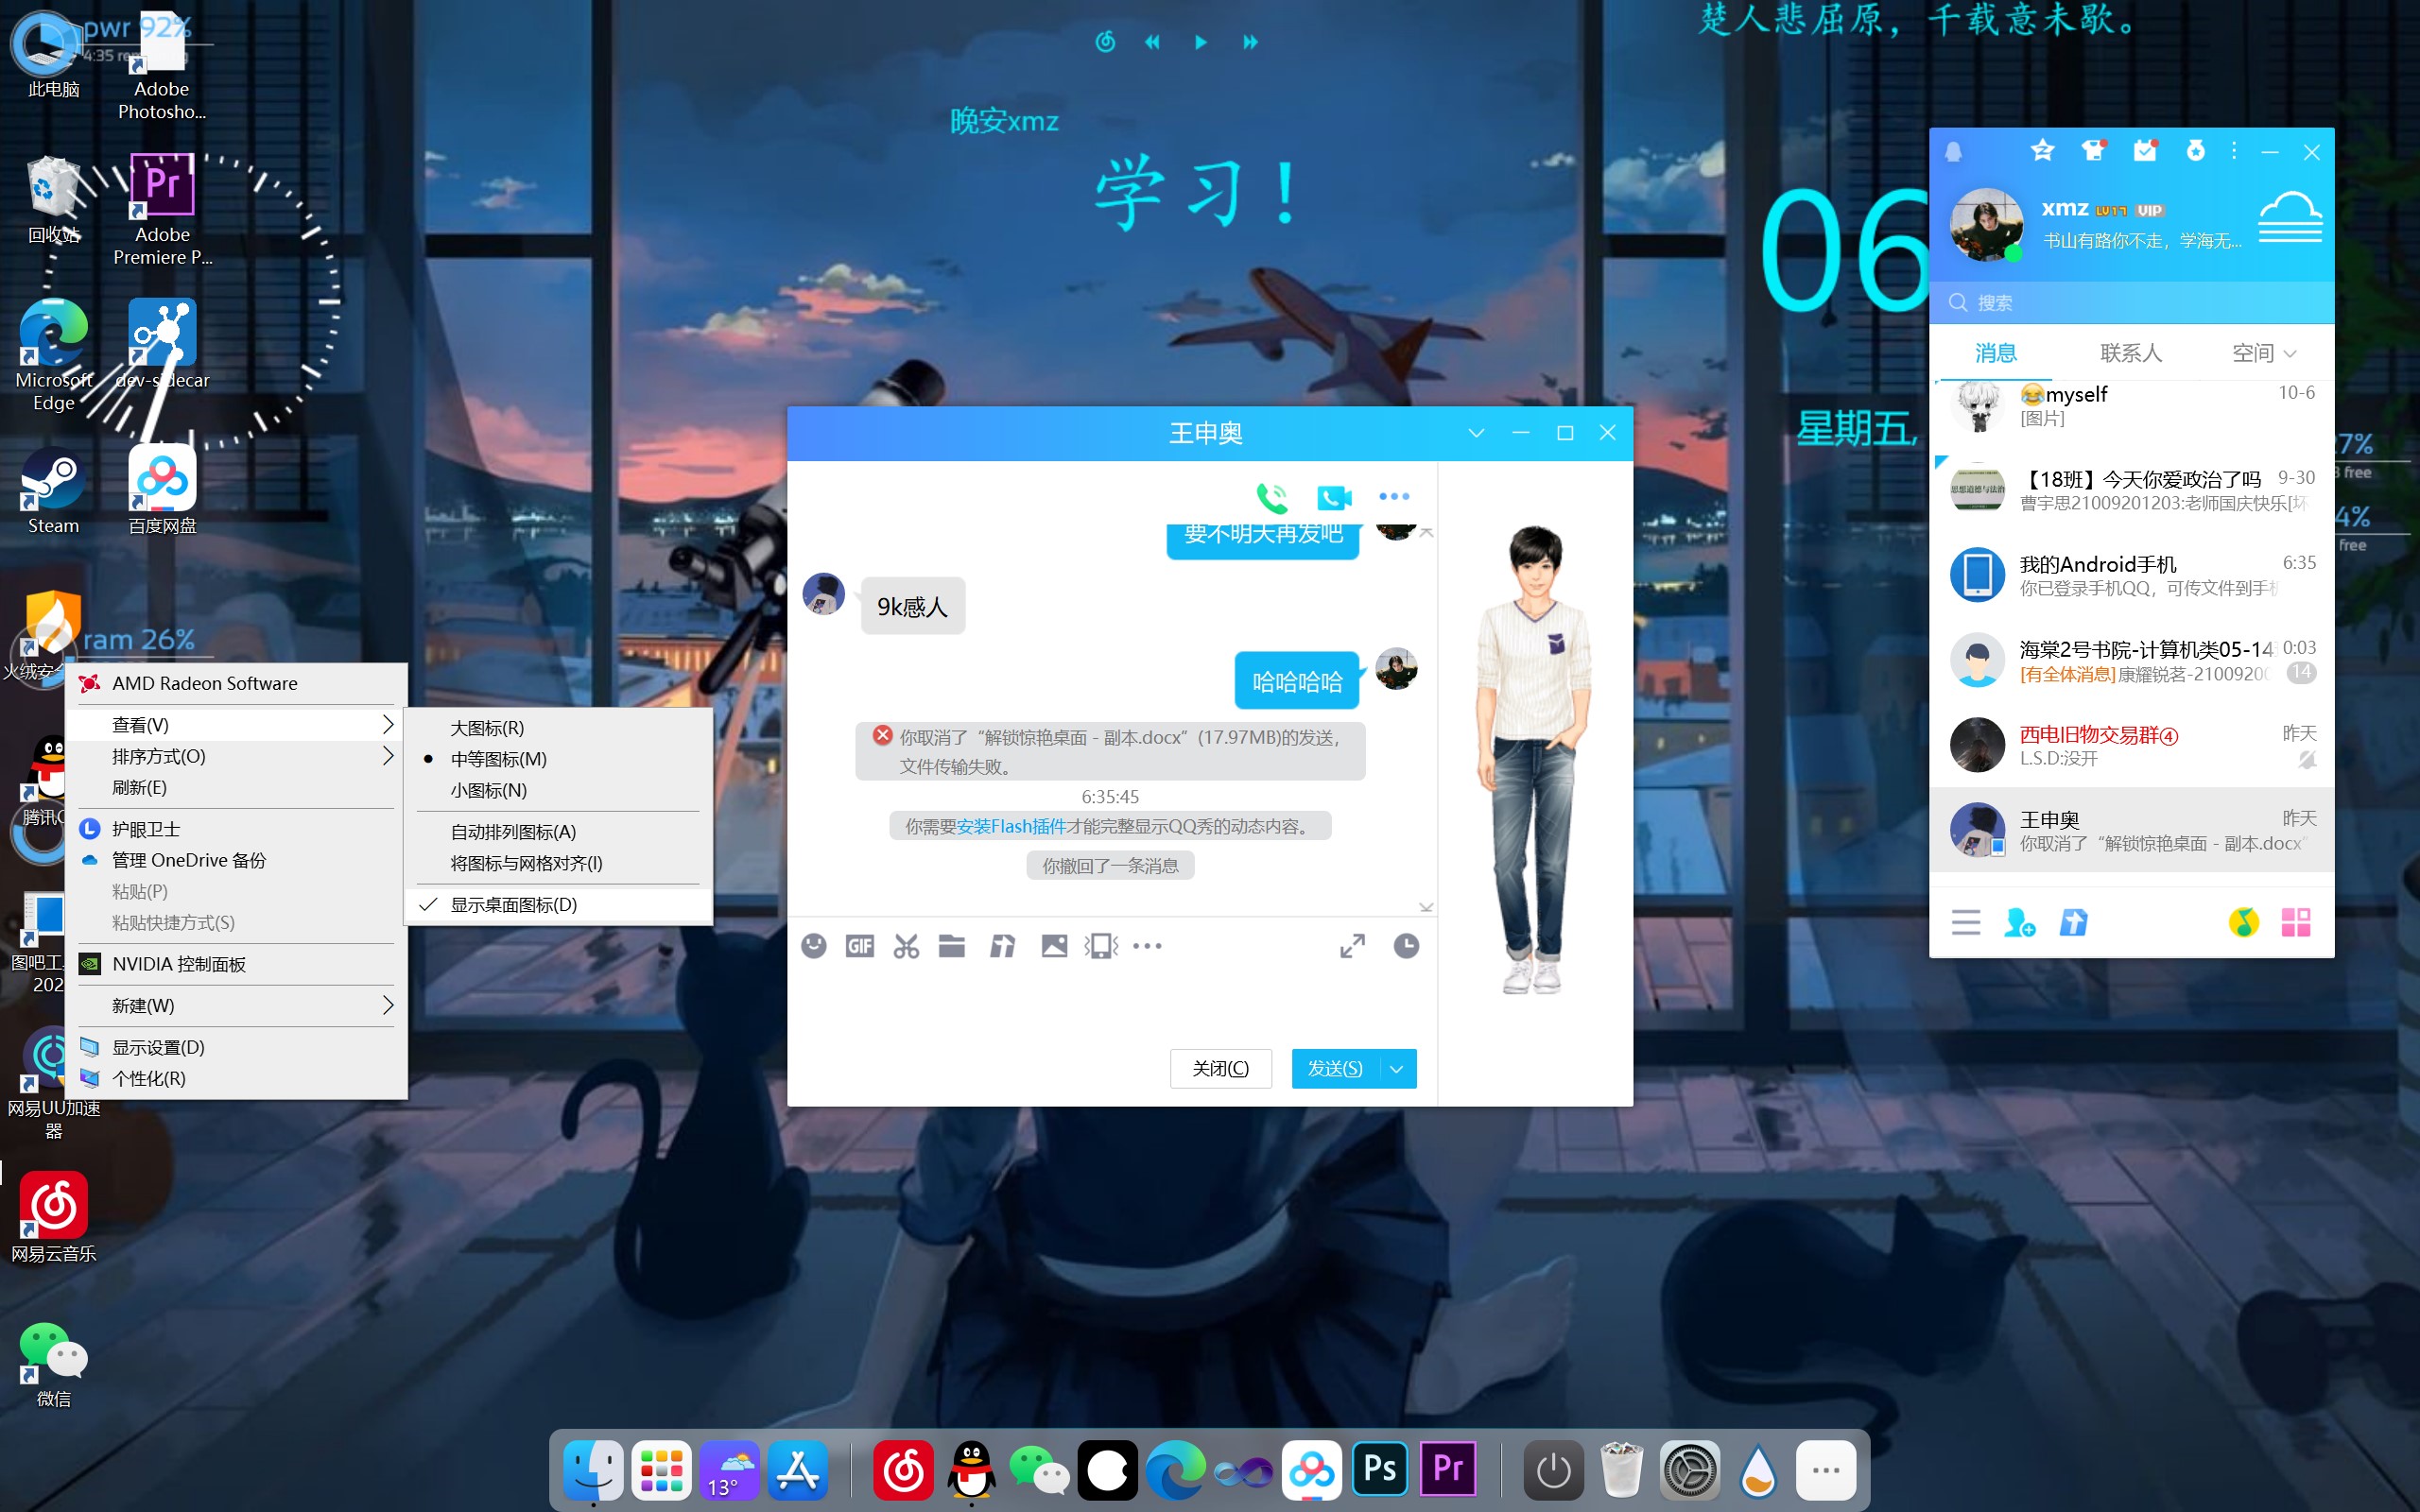 楚人悲屈原，千载意未歇。
晚安xmz
学习！
06
星期五,
pwr 92%
此电脑
Adobe
Photosho...
回收站
Pr
Adobe
Premiere P...
Microsoft
Edge
dev-sidecar
Steam
百度网盘
ram 26%
网易UU加速
器
网易云音乐
微信
AMD Radeon Software
查看(V)
排序方式(O)
刷新(E)
护眼卫士
管理 OneDrive 备份
粘贴(P)
粘贴快捷方式(S)
NVIDIA 控制面板
新建(W)
显示设置(D)
个性化(R)
大图标(R)
中等图标(M)
小图标(N)
自动排列图标(A)
将图标与网格对齐(I)
显示桌面图标(D)
王申奥
要不明天再发吧
9k感人
哈哈哈哈
你取消了“解锁惊艳桌面 - 副本.docx”(17.97MB)的发送，
文件传输失败。
6:35:45
你需要安装Flash插件才能完整显示QQ秀的动态内容。
你撤回了一条消息
GIF
关闭(C)
发送(S)
xmz LV17 VIP
书山有路你不走，学海无...
搜索
消息
联系人
空间
😂myself
10-6
[图片]
【18班】今天你爱政治了吗
9-30
曹宇思21009201203:老师国庆快乐[坏
我的Android手机
6:35
你已登录手机QQ，可传文件到手机
海棠2号书院-计算机类05-14
0:03
[有全体消息]康耀锐茗-2100920
14
西电旧物交易群④
昨天
L.S.D:没开
王申奥
昨天
你取消了“解锁惊艳桌面 - 副本.docx”
27%
free
4%
free
13°
Ps
Pr